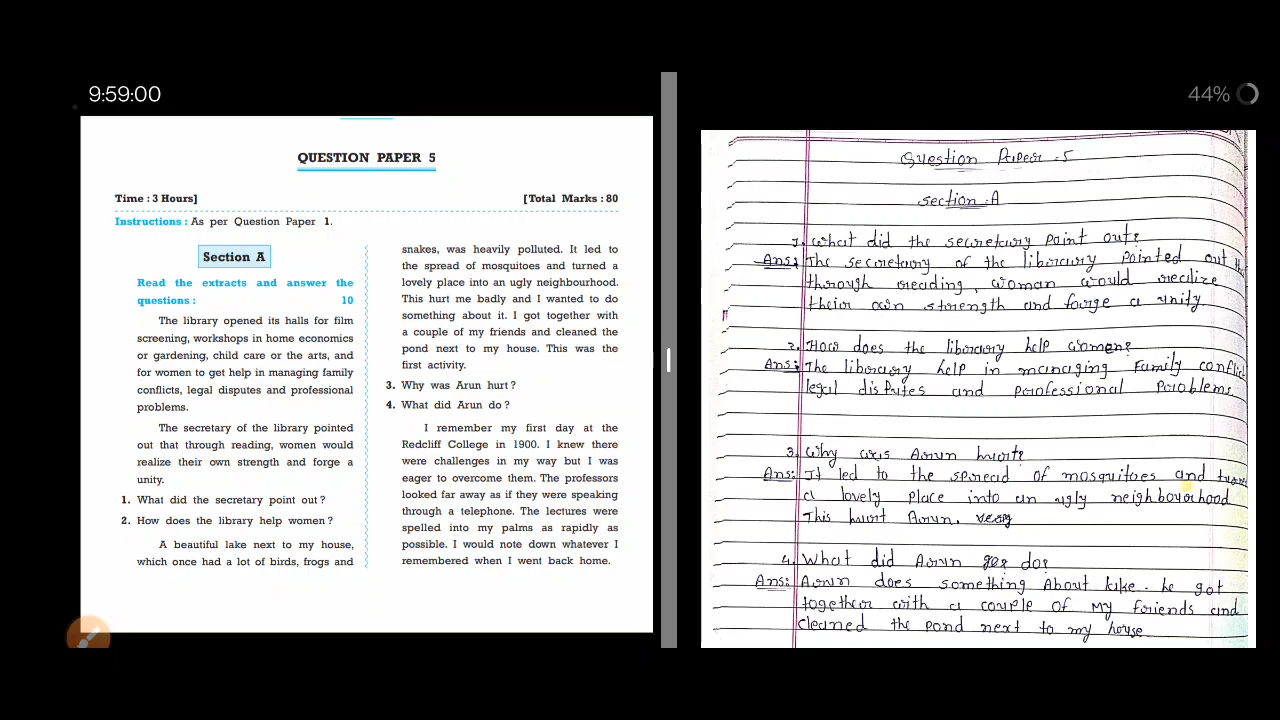 9:59:00
44%
QUESTION PAPER 5
Time : 3 Hours]
[Total Marks : 80
Instructions : As per Question Paper 1.
Section A
Read the extracts and answer the
questions : 10
The library opened its halls for film
screening, workshops in home economics
or gardening, child care or the arts, and
for women to get help in managing family
conflicts, legal disputes and professional
problems.
The secretary of the library pointed
out that through reading, women would
realize their own strength and forge a
unity.
1. What did the secretary point out ?
2. How does the library help women ?
A beautiful lake next to my house,
which once had a lot of birds, frogs and
snakes, was heavily polluted. It led to
the spread of mosquitoes and turned a
lovely place into an ugly neighbourhood.
This hurt me badly and I wanted to do
something about it. I got together with
a couple of my friends and cleaned the
pond next to my house. This was the
first activity.
3. Why was Arun hurt ?
4. What did Arun do ?
I remember my first day at the
Redcliff College in 1900. I knew there
were challenges in my way but I was
eager to overcome them. The professors
looked far away as if they were speaking
through a telephone. The lectures were
spelled into my palms as rapidly as
possible. I would note down whatever I
remembered when I went back home.
Question Paper -5
Section A
1. What did the secretary point out?
Ans: The secretary of the library pointed out
through reading, woman would realize
their own strength and forge a unity.
2. How does the library help women?
Ans: The library help in managing Family
legal disputes and professional Problems
3. Why was Arun hurt?
Ans: It led to the spread of mosquitoes and
a lovely place into an ugly neighbourhood
This hurt Arun.
4. What did Arun do?
Ans: Arun does something About like. he got
together with a couple of my friends and
cleaned the pond next to my house